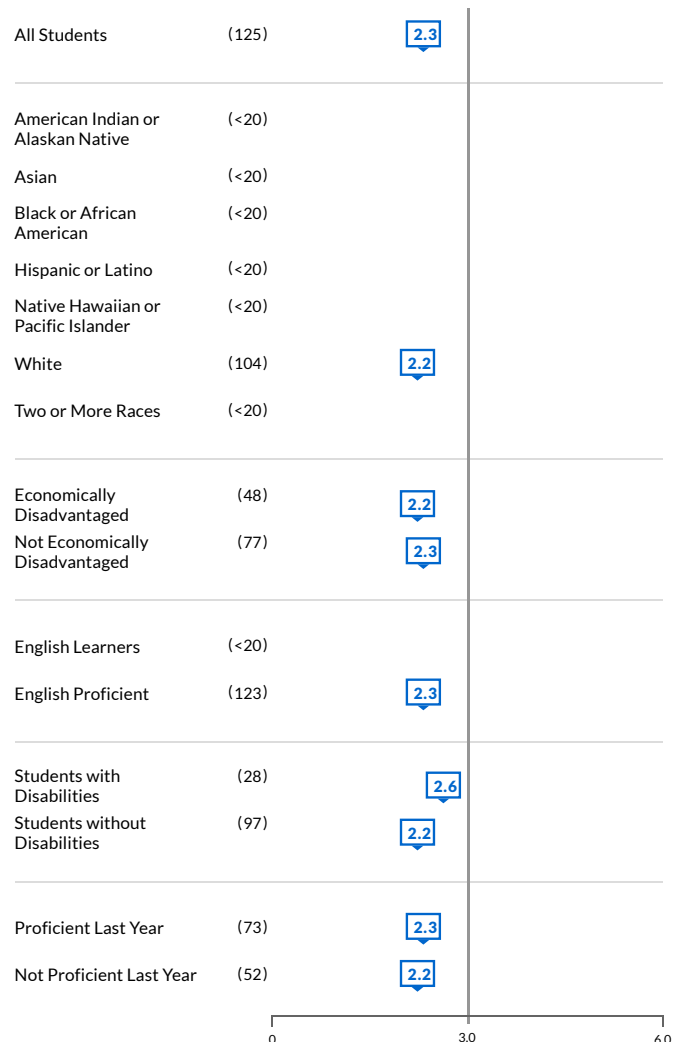 All Students (125) 2.3
American Indian or (<20)
Alaskan Native
Asian (<20)
Black or African (<20)
American
Hispanic or Latino (<20)
Native Hawaiian or (<20)
Pacific Islander
White (104) 2.2
Two or More Races (<20)
Economically (48) 2.2
Disadvantaged
Not Economically (77) 2.3
Disadvantaged
English Learners (<20)
English Proficient (123) 2.3
Students with (28) 2.6
Disabilities
Students without (97) 2.2
Disabilities
Proficient Last Year (73) 2.3
Not Proficient Last Year (52) 2.2
0 3.0 6.0